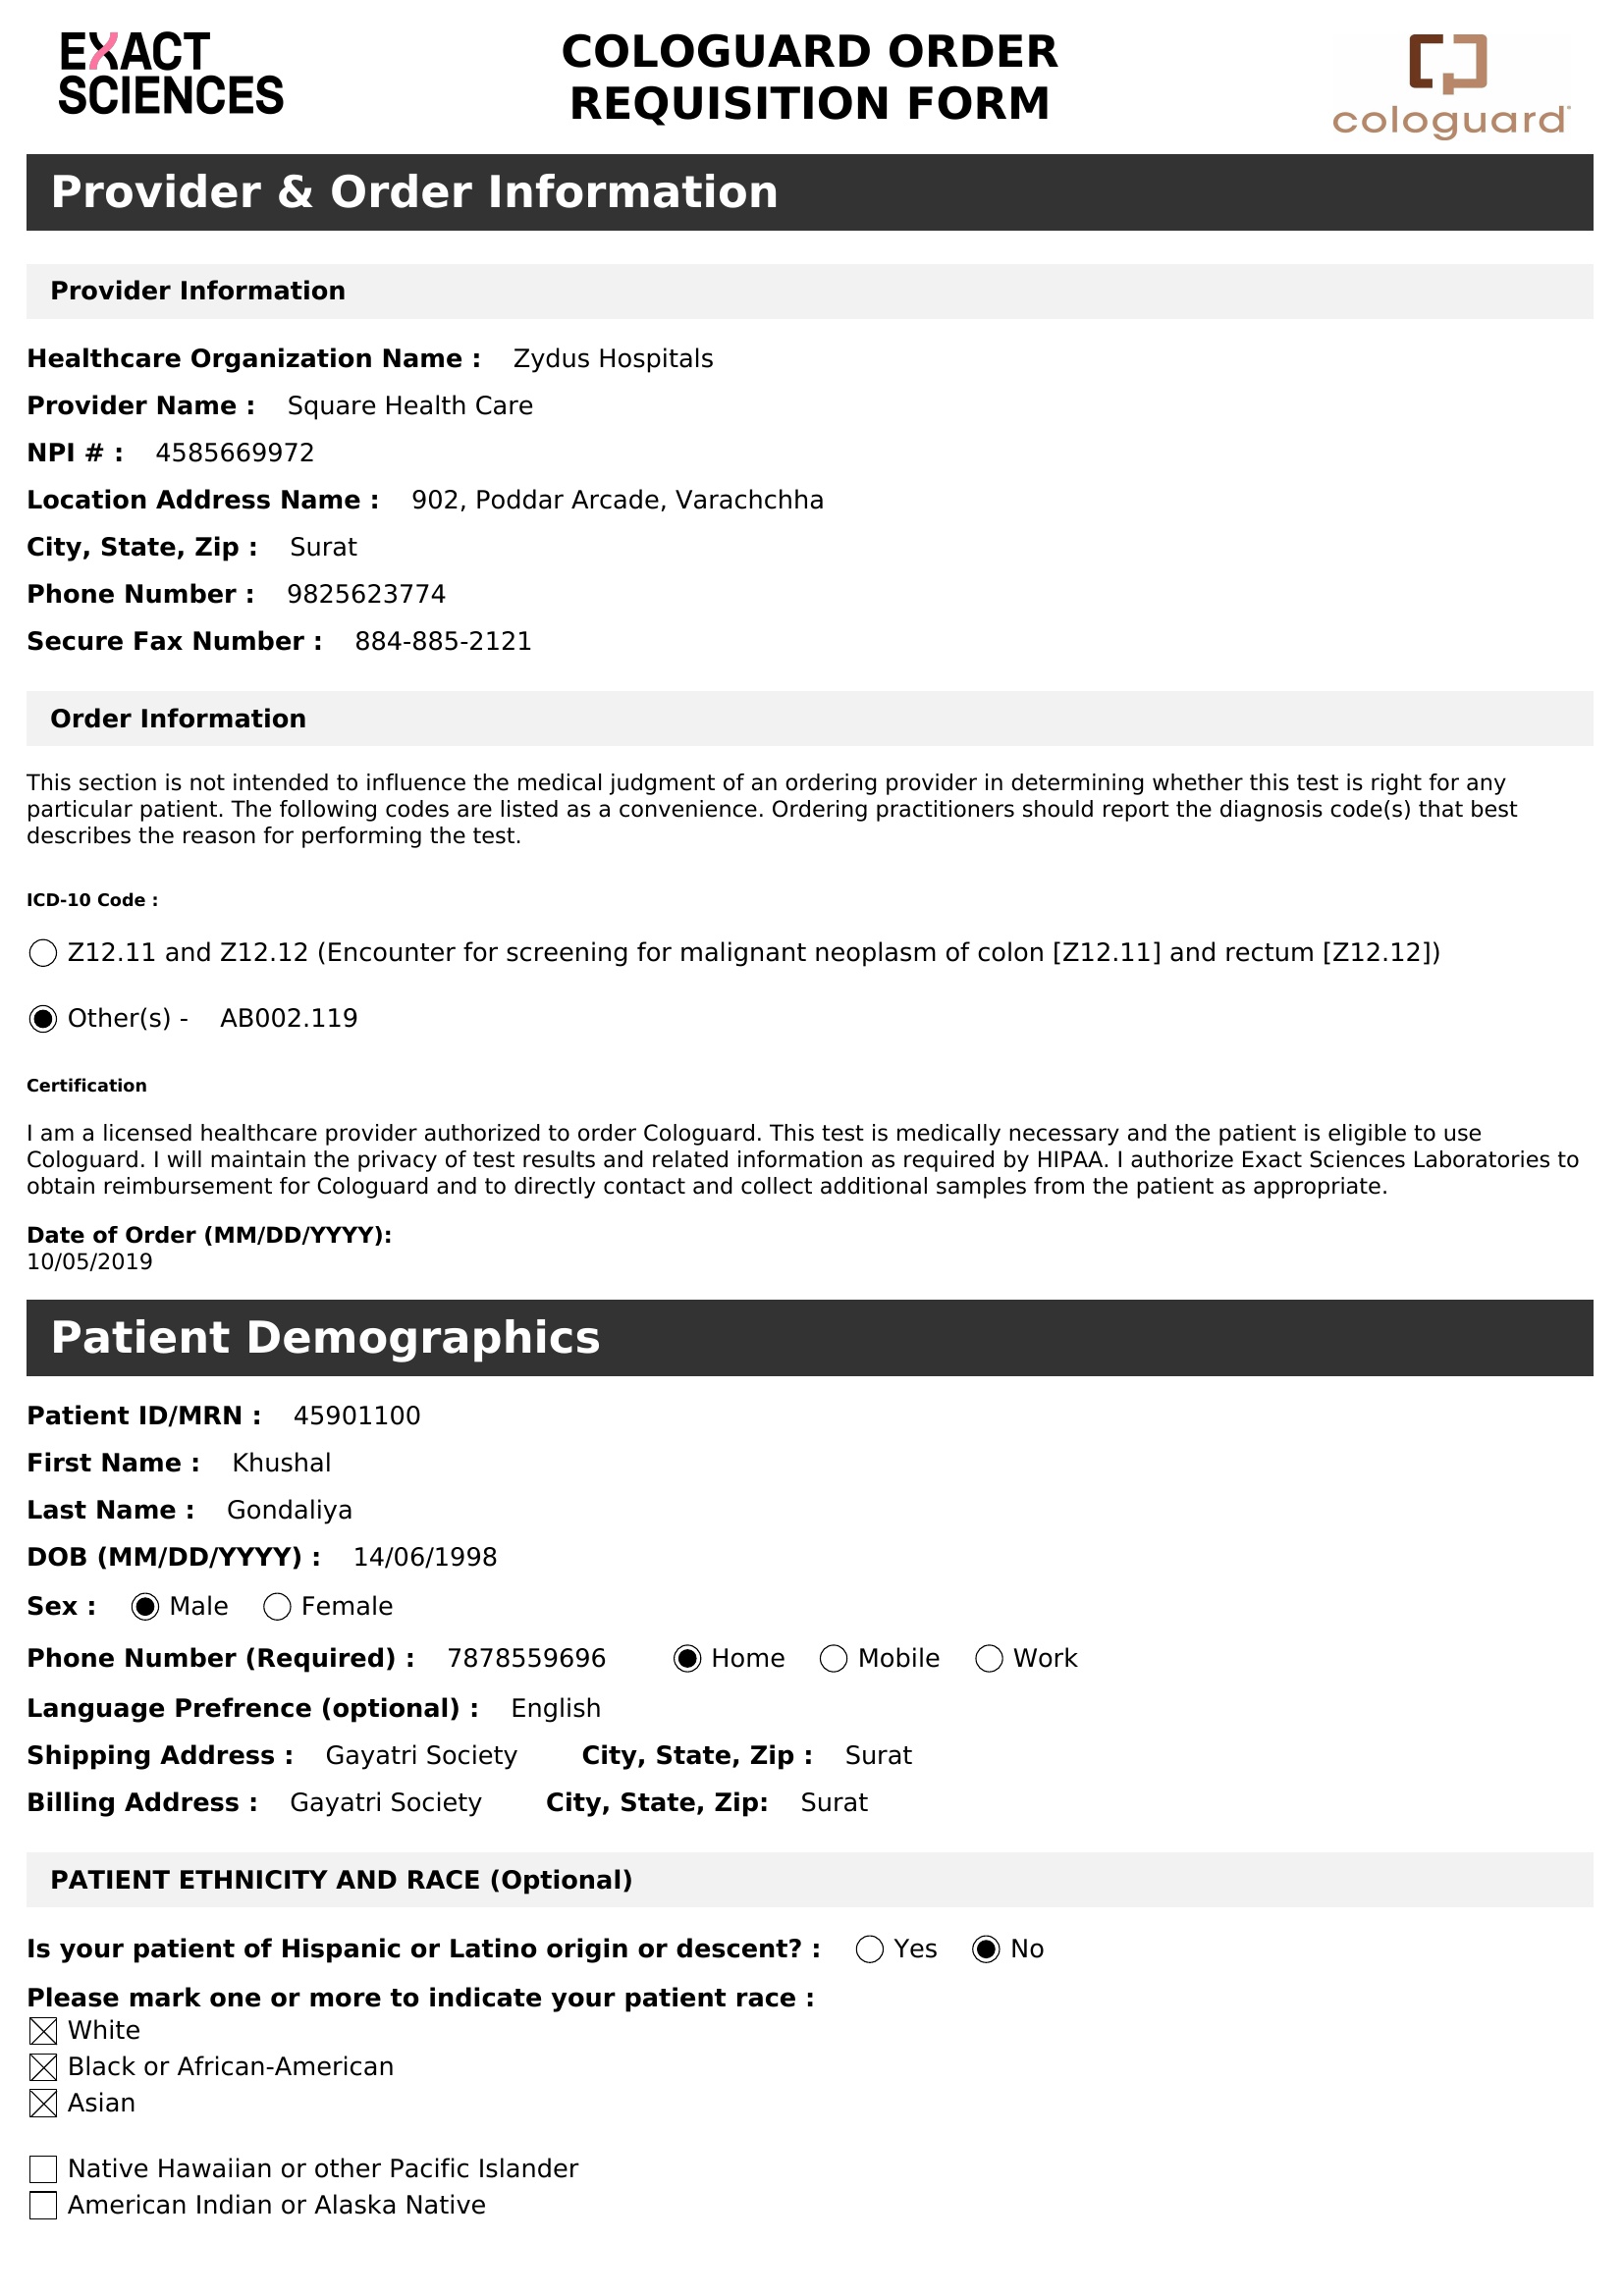 EXACT
SCIENCES
COLOGUARD ORDER
REQUISITION FORM
cologuard
Provider & Order Information
Provider Information
Healthcare Organization Name : Zydus Hospitals
Provider Name : Square Health Care
NPI # : 4585669972
Location Address Name : 902, Poddar Arcade, Varachchha
City, State, Zip : Surat
Phone Number : 9825623774
Secure Fax Number : 884-885-2121
Order Information
This section is not intended to influence the medical judgment of an ordering provider in determining whether this test is right for any
particular patient. The following codes are listed as a convenience. Ordering practitioners should report the diagnosis code(s) that best
describes the reason for performing the test.
ICD-10 Code :
Z12.11 and Z12.12 (Encounter for screening for malignant neoplasm of colon [Z12.11] and rectum [Z12.12])
Other(s) - AB002.119
Certification
I am a licensed healthcare provider authorized to order Cologuard. This test is medically necessary and the patient is eligible to use
Cologuard. I will maintain the privacy of test results and related information as required by HIPAA. I authorize Exact Sciences Laboratories to
obtain reimbursement for Cologuard and to directly contact and collect additional samples from the patient as appropriate.
Date of Order (MM/DD/YYYY):
10/05/2019
Patient Demographics
Patient ID/MRN : 45901100
First Name : Khushal
Last Name : Gondaliya
DOB (MM/DD/YYYY) : 14/06/1998
Sex : Male Female
Phone Number (Required) : 7878559696 Home Mobile Work
Language Prefrence (optional) : English
Shipping Address : Gayatri Society City, State, Zip : Surat
Billing Address : Gayatri Society City, State, Zip: Surat
PATIENT ETHNICITY AND RACE (Optional)
Is your patient of Hispanic or Latino origin or descent? : Yes No
Please mark one or more to indicate your patient race :
White
Black or African-American
Asian
Native Hawaiian or other Pacific Islander
American Indian or Alaska Native